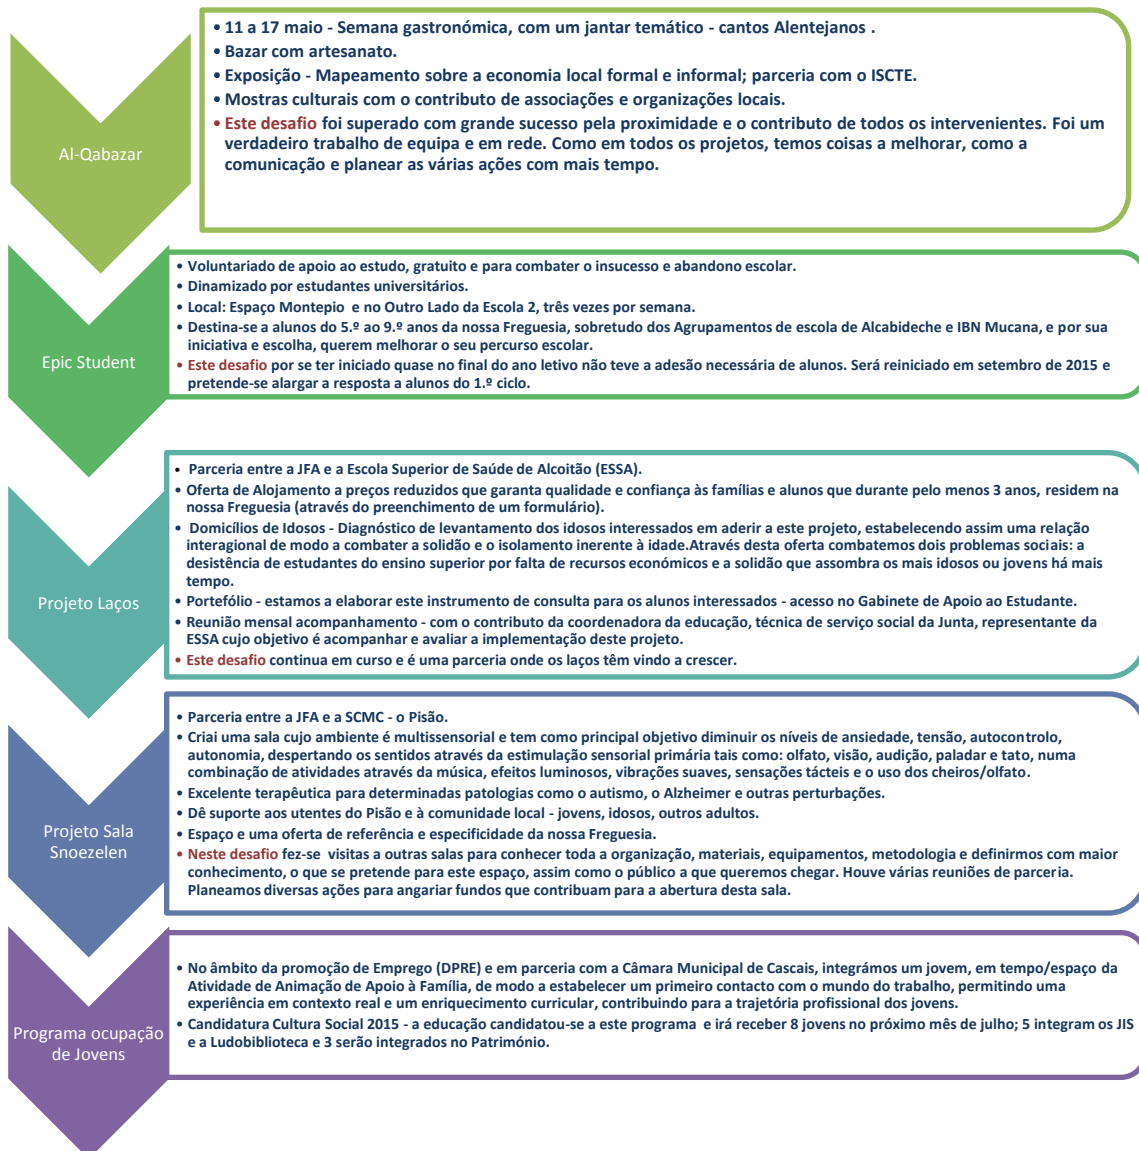 Al-Qabazar
• 11 a 17 maio - Semana gastronómica, com um jantar temático - cantos Alentejanos .
• Bazar com artesanato.
• Exposição - Mapeamento sobre a economia local formal e informal; parceria com o ISCTE.
• Mostras culturais com o contributo de associações e organizações locais.
• Este desafio foi superado com grande sucesso pela proximidade e o contributo de todos os intervenientes. Foi um
verdadeiro trabalho de equipa e em rede. Como em todos os projetos, temos coisas a melhorar, como a
comunicação e planear as várias ações com mais tempo.
Epic Student
• Voluntariado de apoio ao estudo, gratuito e para combater o insucesso e abandono escolar.
• Dinamizado por estudantes universitários.
• Local: Espaço Montepio e no Outro Lado da Escola 2, três vezes por semana.
• Destina-se a alunos do 5.º ao 9.º anos da nossa Freguesia, sobretudo dos Agrupamentos de escola de Alcabideche e IBN Mucana, e por sua
iniciativa e escolha, querem melhorar o seu percurso escolar.
• Este desafio por se ter iniciado quase no final do ano letivo não teve a adesão necessária de alunos. Será reiniciado em setembro de 2015 e
pretende-se alargar a resposta a alunos do 1.º ciclo.
Projeto Laços
• Parceria entre a JFA e a Escola Superior de Saúde de Alcoitão (ESSA).
• Oferta de Alojamento a preços reduzidos que garanta qualidade e confiança às famílias e alunos que durante pelo menos 3 anos, residem na
nossa Freguesia (através do preenchimento de um formulário).
• Domicílios de Idosos - Diagnóstico de levantamento dos idosos interessados em aderir a este projeto, estabelecendo assim uma relação
interagional de modo a combater a solidão e o isolamento inerente à idade.Através desta oferta combatemos dois problemas sociais: a
desistência de estudantes do ensino superior por falta de recursos económicos e a solidão que assombra os mais idosos ou jovens há mais
tempo.
• Portefólio - estamos a elaborar este instrumento de consulta para os alunos interessados - acesso no Gabinete de Apoio ao Estudante.
• Reunião mensal acompanhamento - com o contributo da coordenadora da educação, técnica de serviço social da Junta, representante da
ESSA cujo objetivo é acompanhar e avaliar a implementação deste projeto.
• Este desafio continua em curso e é uma parceria onde os laços têm vindo a crescer.
Projeto Sala
Snoezelen
• Parceria entre a JFA e a SCMC - o Pisão.
• Criai uma sala cujo ambiente é multissensorial e tem como principal objetivo diminuir os níveis de ansiedade, tensão, autocontrolo,
autonomia, despertando os sentidos através da estimulação sensorial primária tais como: olfato, visão, audição, paladar e tato, numa
combinação de atividades através da música, efeitos luminosos, vibrações suaves, sensações tácteis e o uso dos cheiros/olfato.
• Excelente terapêutica para determinadas patologias como o autismo, o Alzheimer e outras perturbações.
• Dê suporte aos utentes do Pisão e à comunidade local - jovens, idosos, outros adultos.
• Espaço e uma oferta de referência e especificidade da nossa Freguesia.
• Neste desafio fez-se visitas a outras salas para conhecer toda a organização, materiais, equipamentos, metodologia e definirmos com maior
conhecimento, o que se pretende para este espaço, assim como o público a que queremos chegar. Houve várias reuniões de parceria.
Planeamos diversas ações para angariar fundos que contribuam para a abertura desta sala.
Programa ocupação
de Jovens
• No âmbito da promoção de Emprego (DPRE) e em parceria com a Câmara Municipal de Cascais, integrámos um jovem, em tempo/espaço da
Atividade de Animação de Apoio à Família, de modo a estabelecer um primeiro contacto com o mundo do trabalho, permitindo uma
experiência em contexto real e um enriquecimento curricular, contribuindo para a trajetória profissional dos jovens.
• Candidatura Cultura Social 2015 - a educação candidatou-se a este programa e irá receber 8 jovens no próximo mês de julho; 5 integram os JIS
e a Ludobiblioteca e 3 serão integrados no Património.